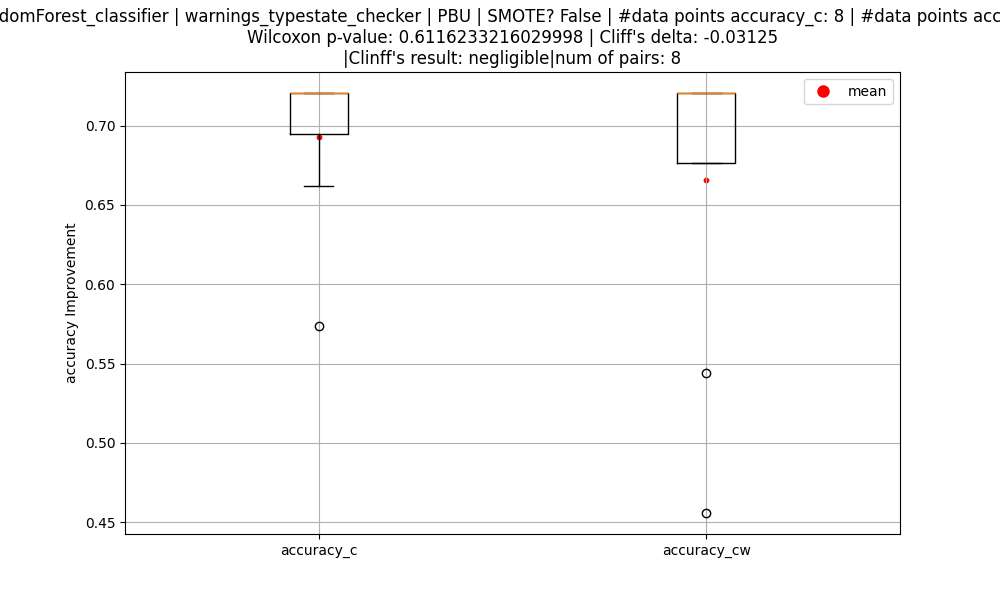 domForest_classifier | warnings_typestate_checker | PBU | SMOTE? False | #data points accuracy_c: 8 | #data points acc
Wilcoxon p-value: 0.6116233216029998 | Cliff's delta: -0.03125
|Clinff's result: negligible|num of pairs: 8
mean
0.70
0.65
0.60
0.55
0.50
0.45
accuracy Improvement
accuracy_c
accuracy_cw